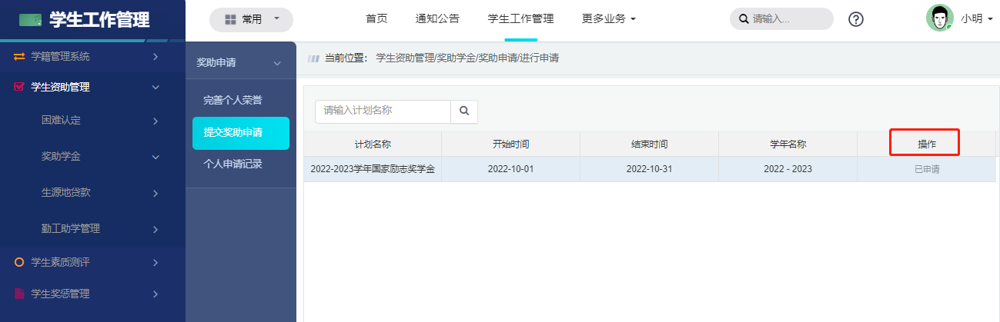 学生工作管理
常用
首页
通知公告
学生工作管理
更多业务
请输入...
小明
学籍管理系统
学生资助管理
困难认定
奖助学金
生源地贷款
勤工助学管理
学生素质测评
学生奖惩管理
奖助申请
完善个人荣誉
提交奖助申请
个人申请记录
当前位置: 学生资助管理/奖助学金/奖助申请/进行申请
请输入计划名称
计划名称 开始时间 结束时间 学年名称 操作
2022-2023学年国家励志奖学金 2022-10-01 2022-10-31 2022 - 2023 已申请